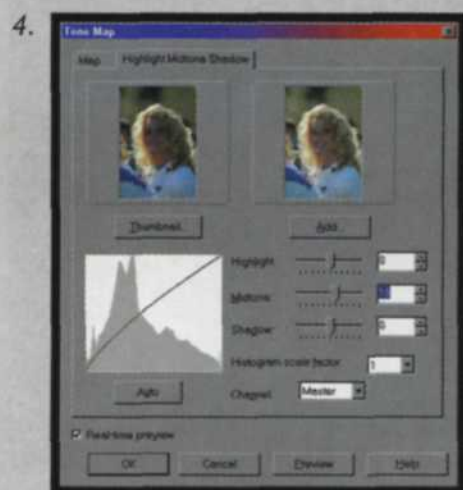 4.
Tone Map
Map Highlight Midtone Shadow
Thumbnail... Add...
Highlight: 0
Midtone:
Shadow: 0
Histogram scale factor: 1
Auto Channel: Master
Real-time preview
OK Cancel Preview Help